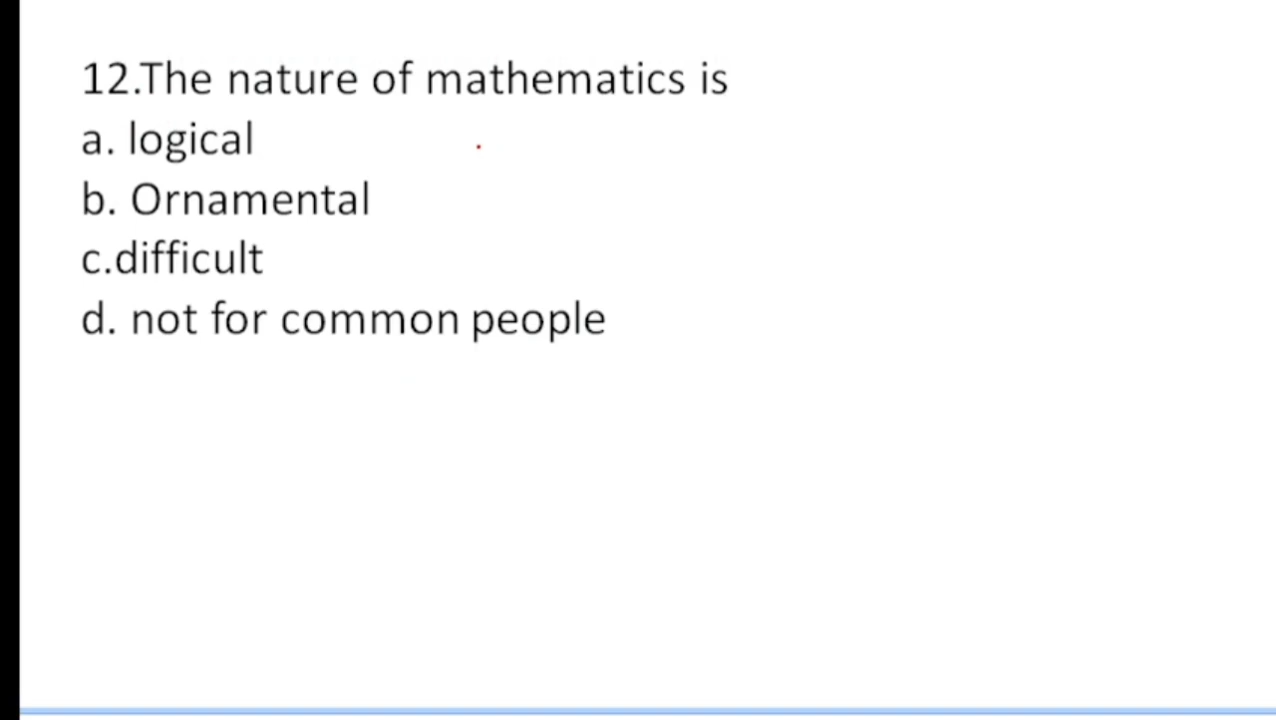 12.The nature of mathematics is
a. logical
b. Ornamental
c.difficult
d. not for common people